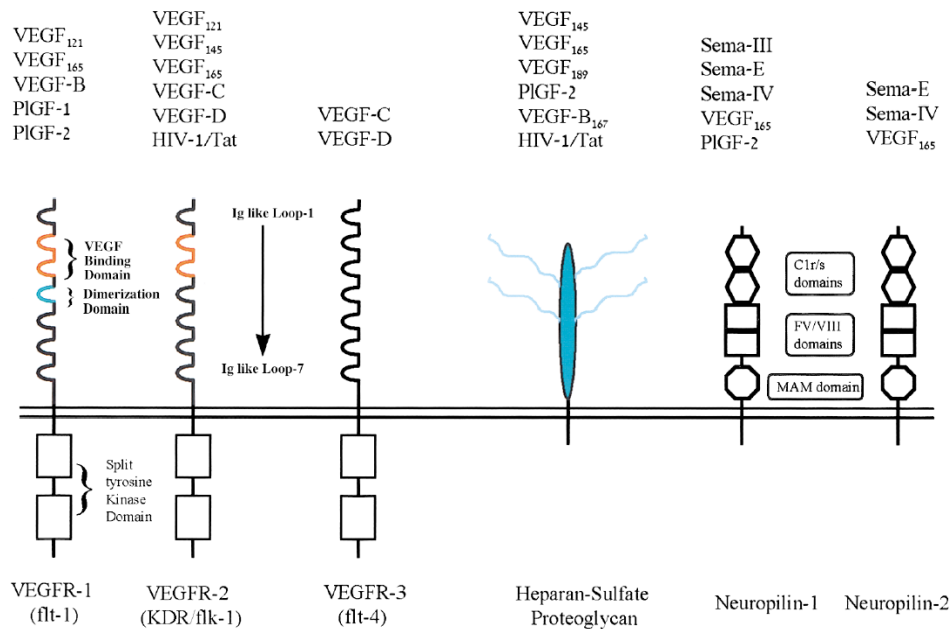 VEGF121
VEGF165
VEGF-B
PlGF-1
PlGF-2
VEGF121
VEGF145
VEGF165
VEGF-C
VEGF-D
HIV-1/Tat
VEGF-C
VEGF-D
VEGF145
VEGF165
VEGF189
PlGF-2
VEGF-B167
HIV-1/Tat
Sema-III
Sema-E
Sema-IV
VEGF165
PlGF-2
Sema-E
Sema-IV
VEGF165
VEGF
Binding
Domain
Dimerization
Domain
Ig like Loop-1
Ig like Loop-7
C1r/s
domains
FV/VIII
domains
MAM domain
Split
tyrosine
Kinase
Domain
VEGFR-1
(flt-1)
VEGFR-2
(KDR/flk-1)
VEGFR-3
(flt-4)
Heparan-Sulfate
Proteoglycan
Neuropilin-1
Neuropilin-2